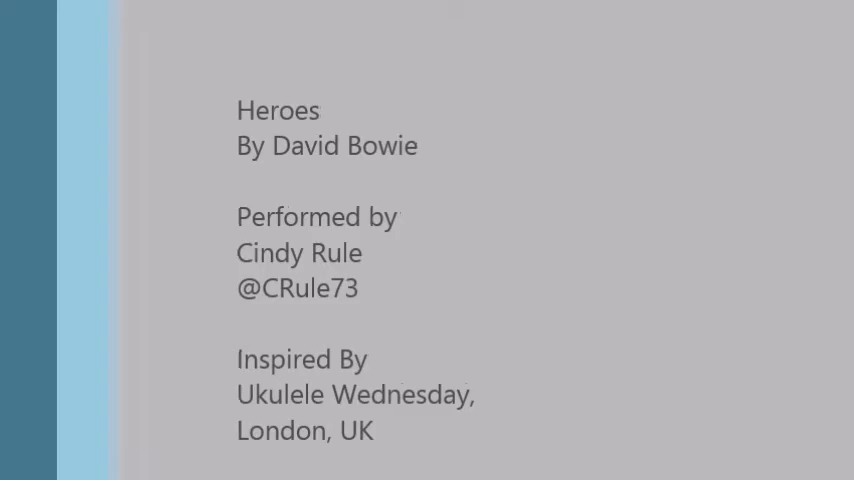 Heroes
By David Bowie
Performed by
Cindy Rule
@CRule73
Inspired By
Ukulele Wednesday,
London, UK